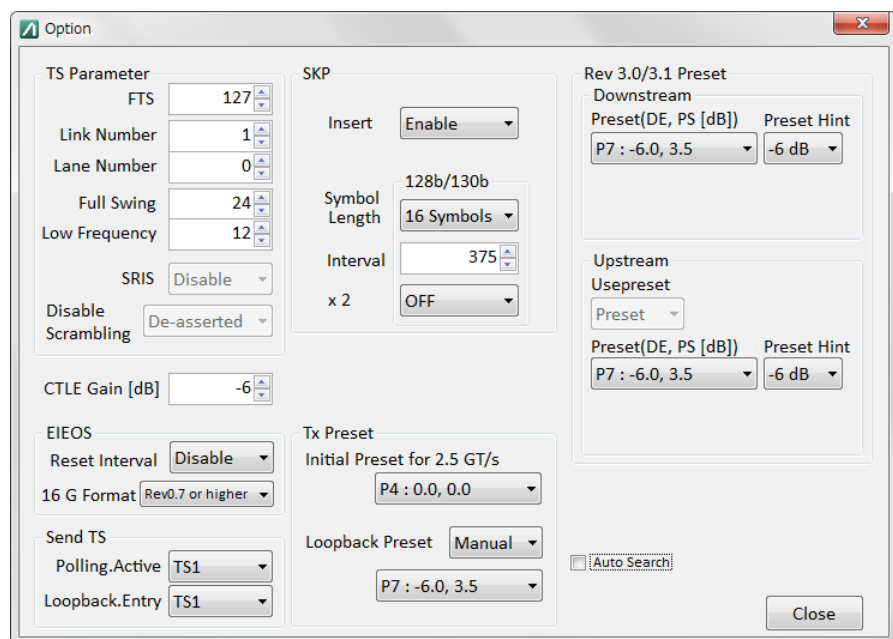 Option
TS Parameter
FTS 127
Link Number 1
Lane Number 0
Full Swing 24
Low Frequency 12
SRIS Disable
Disable
Scrambling De-asserted
CTLE Gain [dB] -6
EIEOS
Reset Interval Disable
16 G Format Rev0.7 or higher
Send TS
Polling.Active TS1
Loopback.Entry TS1
SKP
Insert Enable
128b/130b
Symbol
Length 16 Symbols
Interval 375
x 2 OFF
Tx Preset
Initial Preset for 2.5 GT/s
P4 : 0.0, 0.0
Loopback Preset Manual
P7 : -6.0, 3.5
Rev 3.0/3.1 Preset
Downstream
Preset(DE, PS [dB]) Preset Hint
P7 : -6.0, 3.5 -6 dB
Upstream
Usepreset
Preset
Preset(DE, PS [dB]) Preset Hint
P7 : -6.0, 3.5 -6 dB
Auto Search
Close